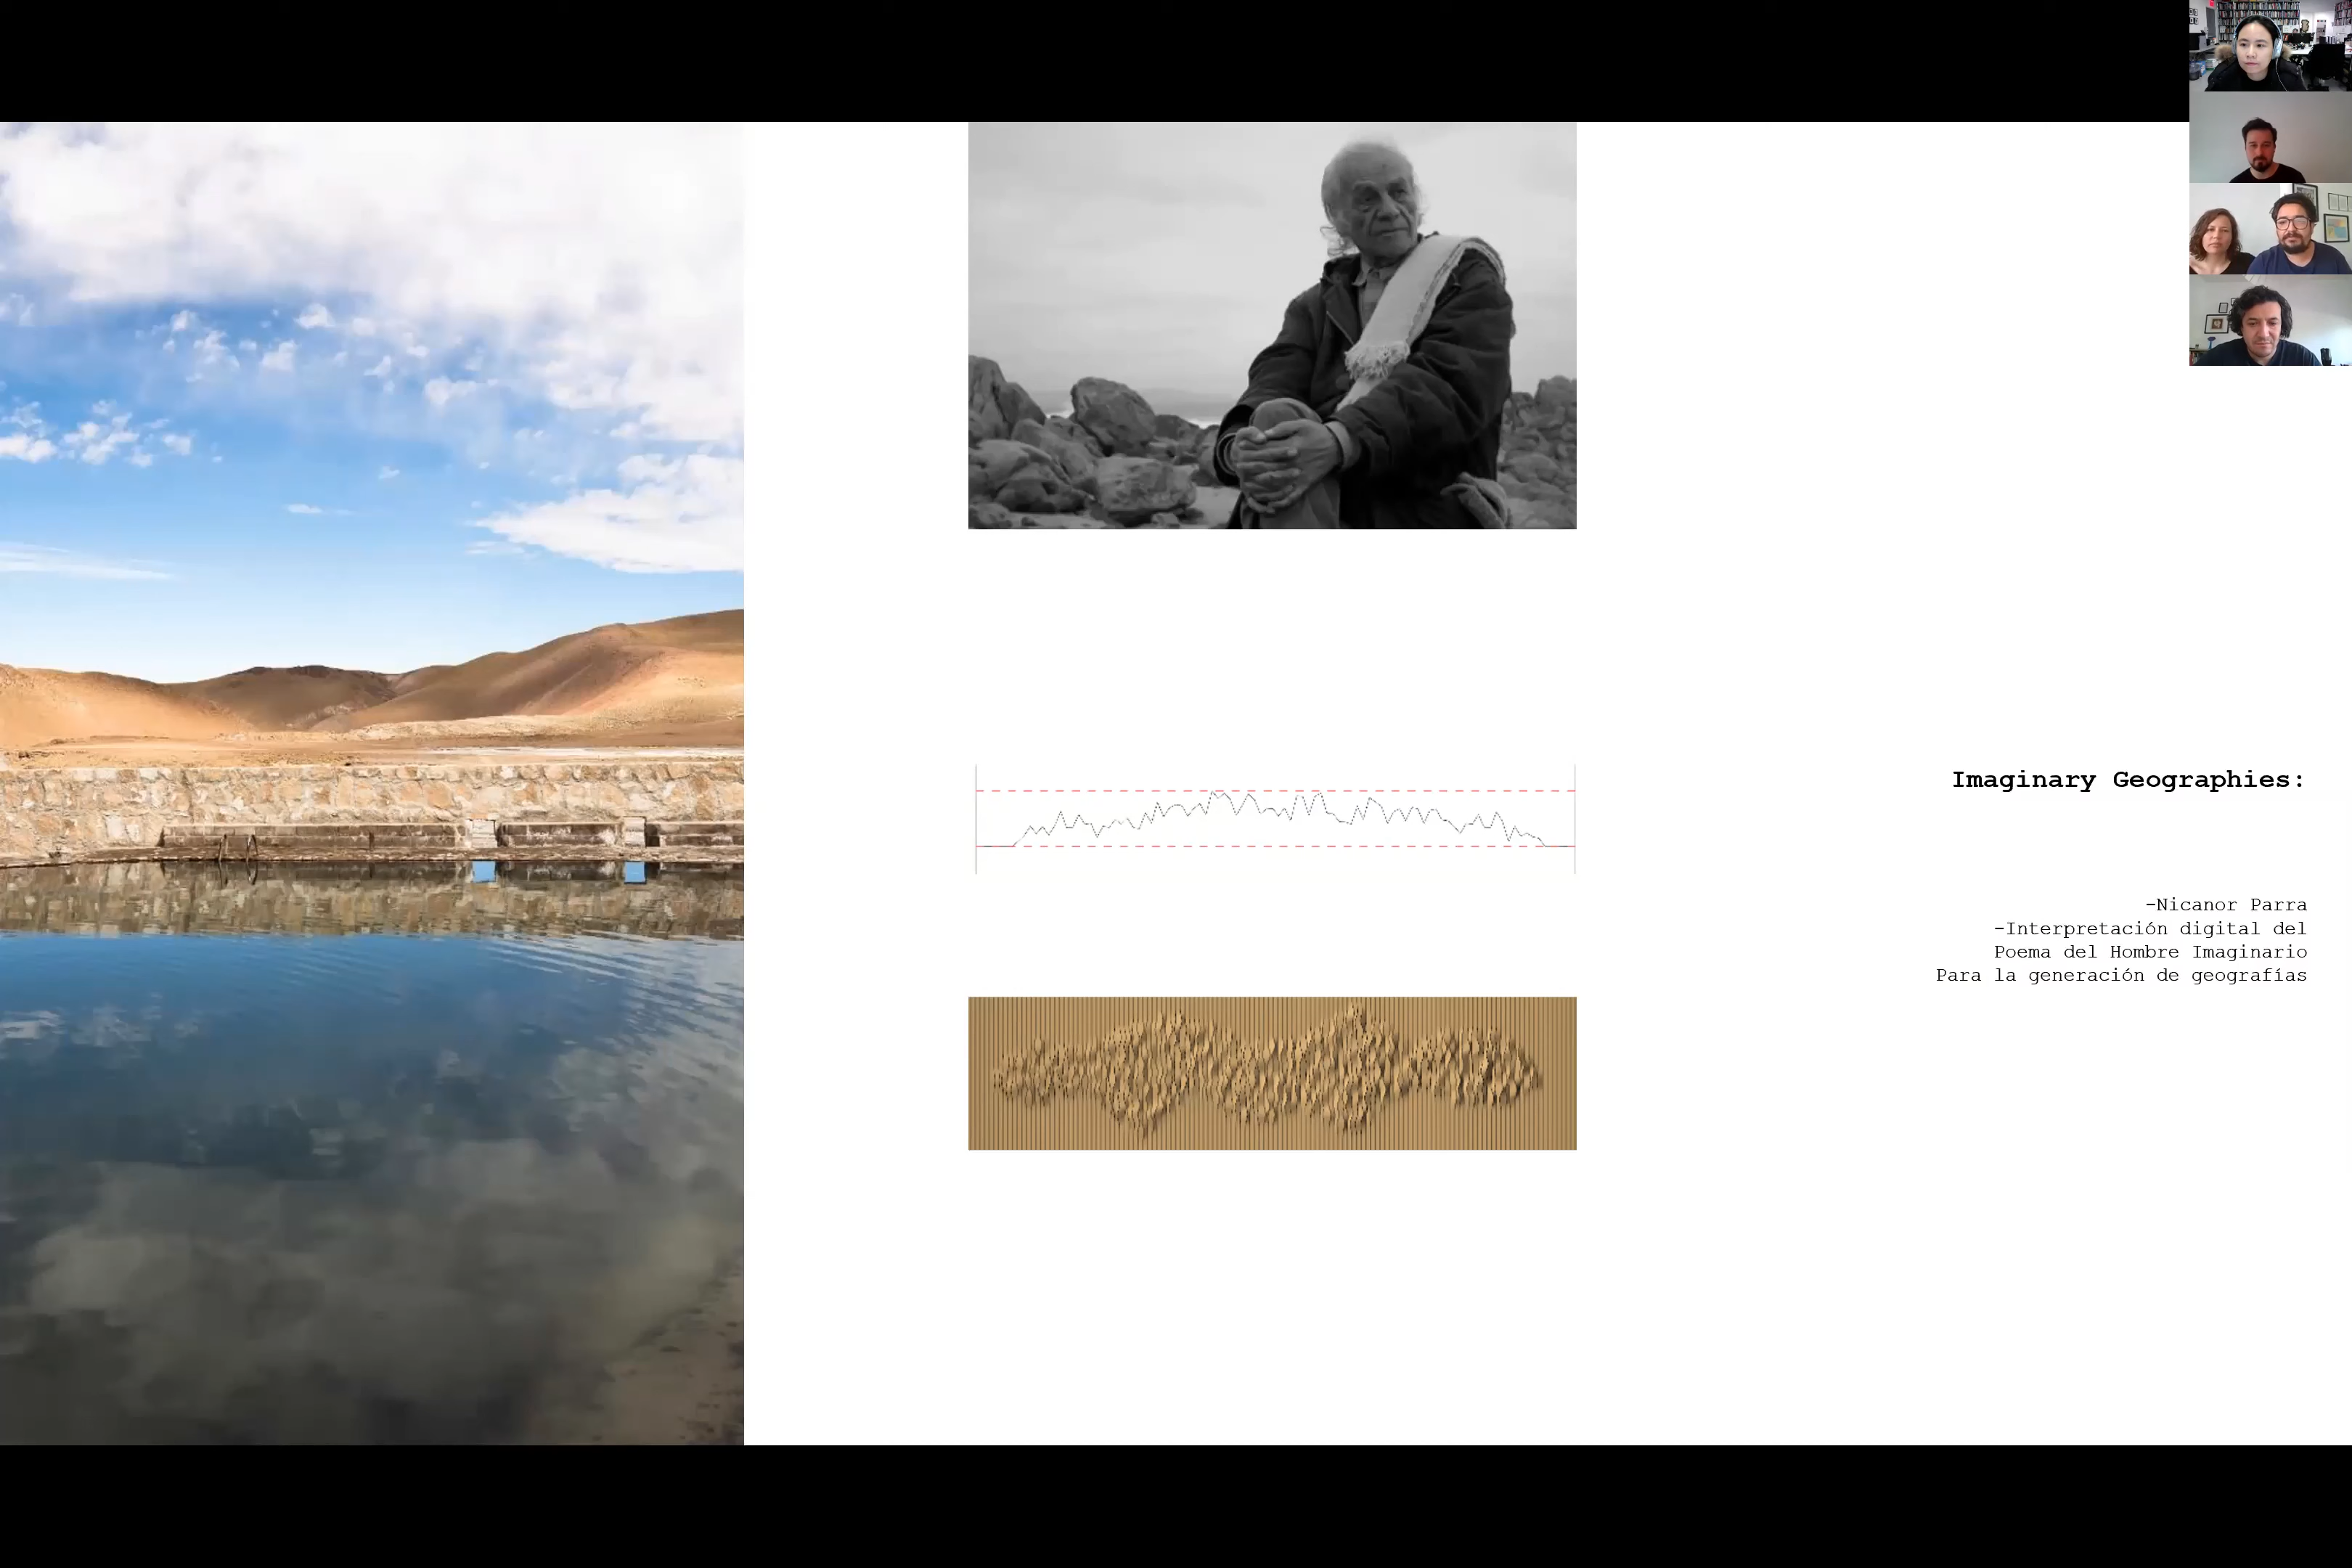 Imaginary Geographies:
-Nicanor Parra
-Interpretación digital del
Poema del Hombre Imaginario
Para la generación de geografías